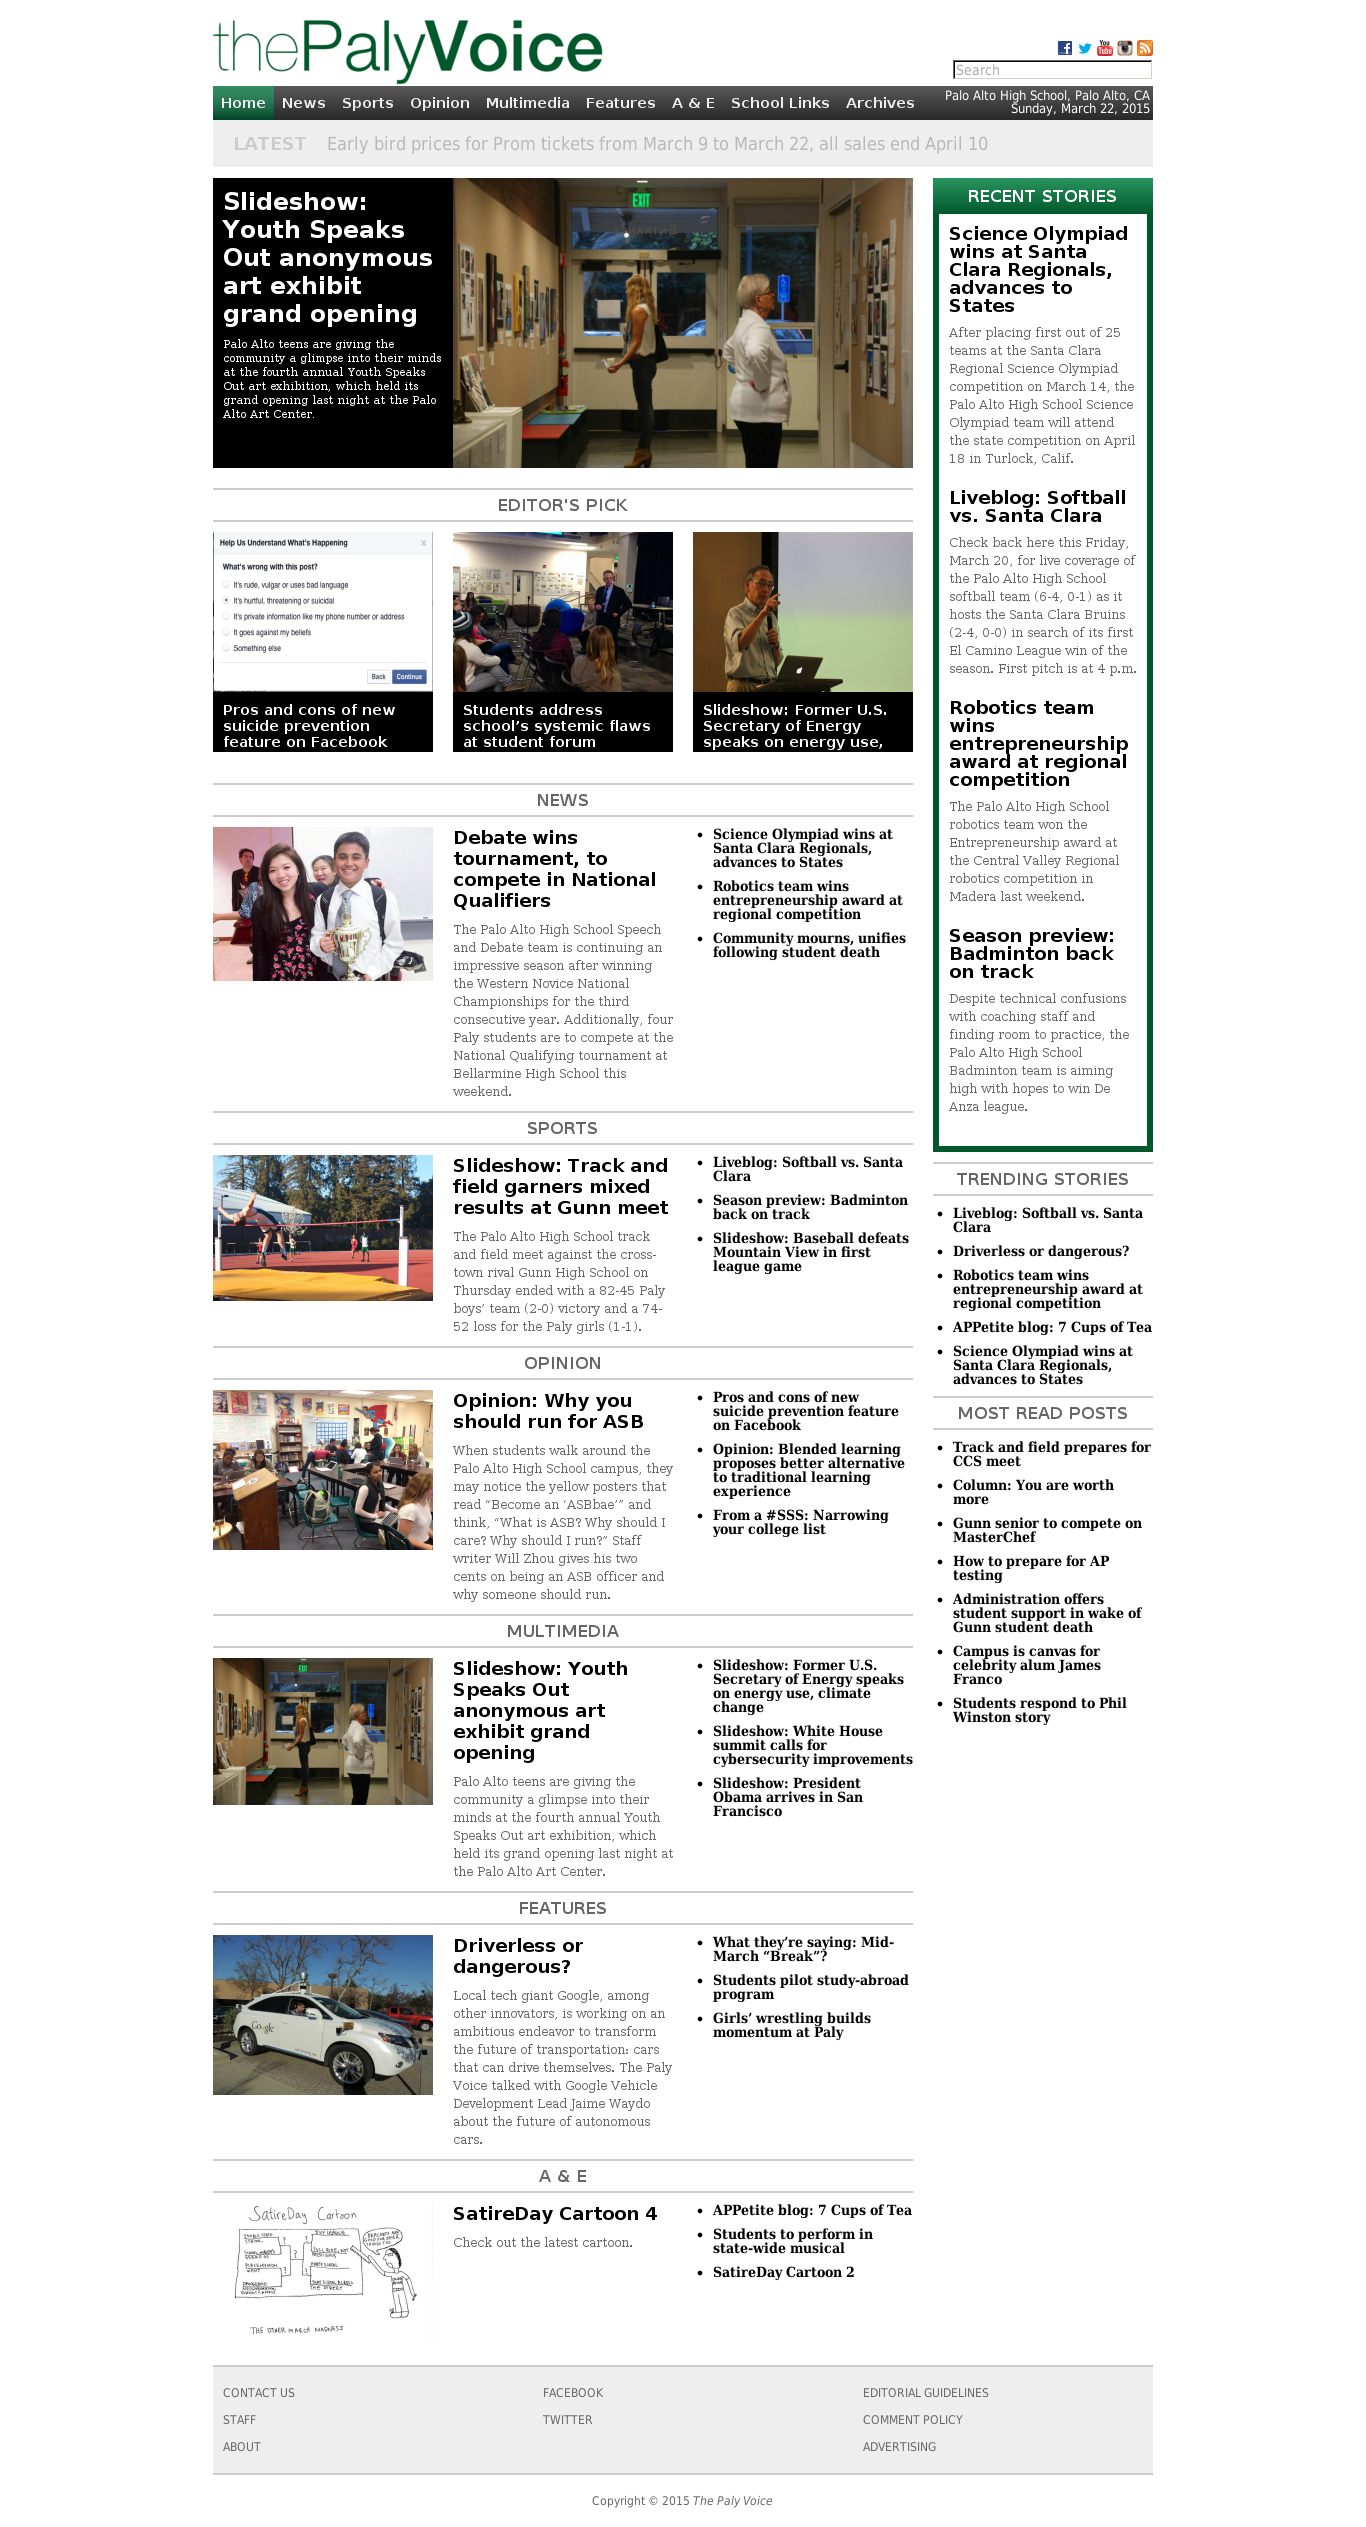 thePalyVoice
Search
Home News Sports Opinion Multimedia Features A & E School Links Archives
Palo Alto High School, Palo Alto, CA
Sunday, March 22, 2015
LATEST Early bird prices for Prom tickets from March 9 to March 22, all sales end April 10
Slideshow:
Youth Speaks
Out anonymous
art exhibit
grand opening
Palo Alto teens are giving the
community a glimpse into their minds
at the fourth annual Youth Speaks
Out art exhibition, which held its
grand opening last night at the Palo
Alto Art Center.
EXIT
EDITOR'S PICK
Help Us Understand What's Happening
What's wrong with this post?
It's rude, vulgar or uses bad language
It's hurtful, threatening or suicidal
It's private information like my phone number or address
It goes against my beliefs
Something else
Back Continue
Pros and cons of new
suicide prevention
feature on Facebook
Students address
school’s systemic flaws
at student forum
Slideshow: Former U.S.
Secretary of Energy
speaks on energy use,
NEWS
Debate wins
tournament, to
compete in National
Qualifiers
The Palo Alto High School Speech
and Debate team is continuing an
impressive season after winning
the Western Novice National
Championships for the third
consecutive year. Additionally, four
Paly students are to compete at the
National Qualifying tournament at
Bellarmine High School this
weekend.
Science Olympiad wins at
Santa Clara Regionals,
advances to States
Robotics team wins
entrepreneurship award at
regional competition
Community mourns, unifies
following student death
SPORTS
Slideshow: Track and
field garners mixed
results at Gunn meet
The Palo Alto High School track
and field meet against the cross-
town rival Gunn High School on
Thursday ended with a 82-45 Paly
boys’ team (2-0) victory and a 74-
52 loss for the Paly girls (1-1).
Liveblog: Softball vs. Santa
Clara
Season preview: Badminton
back on track
Slideshow: Baseball defeats
Mountain View in first
league game
OPINION
Opinion: Why you
should run for ASB
When students walk around the
Palo Alto High School campus, they
may notice the yellow posters that
read “Become an ‘ASBbae’” and
think, “What is ASB? Why should I
care? Why should I run?” Staff
writer Will Zhou gives his two
cents on being an ASB officer and
why someone should run.
Pros and cons of new
suicide prevention feature
on Facebook
Opinion: Blended learning
proposes better alternative
to traditional learning
experience
From a #SSS: Narrowing
your college list
MULTIMEDIA
Slideshow: Youth
Speaks Out
anonymous art
exhibit grand
opening
Palo Alto teens are giving the
community a glimpse into their
minds at the fourth annual Youth
Speaks Out art exhibition, which
held its grand opening last night at
the Palo Alto Art Center.
Slideshow: Former U.S.
Secretary of Energy speaks
on energy use, climate
change
Slideshow: White House
summit calls for
cybersecurity improvements
Slideshow: President
Obama arrives in San
Francisco
FEATURES
Google
Driverless or
dangerous?
Local tech giant Google, among
other innovators, is working on an
ambitious endeavor to transform
the future of transportation: cars
that can drive themselves. The Paly
Voice talked with Google Vehicle
Development Lead Jaime Waydo
about the future of autonomous
cars.
What they’re saying: Mid-
March “Break”?
Students pilot study-abroad
program
Girls’ wrestling builds
momentum at Paly
A & E
SatireDay Cartoon
THE OTHER MARCH MADNESS
SatireDay Cartoon 4
Check out the latest cartoon.
APPetite blog: 7 Cups of Tea
Students to perform in
state-wide musical
SatireDay Cartoon 2
RECENT STORIES
Science Olympiad
wins at Santa
Clara Regionals,
advances to
States
After placing first out of 25
teams at the Santa Clara
Regional Science Olympiad
competition on March 14, the
Palo Alto High School Science
Olympiad team will attend
the state competition on April
18 in Turlock, Calif.
Liveblog: Softball
vs. Santa Clara
Check back here this Friday,
March 20, for live coverage of
the Palo Alto High School
softball team (6-4, 0-1) as it
hosts the Santa Clara Bruins
(2-4, 0-0) in search of its first
El Camino League win of the
season. First pitch is at 4 p.m.
Robotics team
wins
entrepreneurship
award at regional
competition
The Palo Alto High School
robotics team won the
Entrepreneurship award at
the Central Valley Regional
robotics competition in
Madera last weekend.
Season preview:
Badminton back
on track
Despite technical confusions
with coaching staff and
finding room to practice, the
Palo Alto High School
Badminton team is aiming
high with hopes to win De
Anza league.
TRENDING STORIES
Liveblog: Softball vs. Santa
Clara
Driverless or dangerous?
Robotics team wins
entrepreneurship award at
regional competition
APPetite blog: 7 Cups of Tea
Science Olympiad wins at
Santa Clara Regionals,
advances to States
MOST READ POSTS
Track and field prepares for
CCS meet
Column: You are worth
more
Gunn senior to compete on
MasterChef
How to prepare for AP
testing
Administration offers
student support in wake of
Gunn student death
Campus is canvas for
celebrity alum James
Franco
Students respond to Phil
Winston story
CONTACT US
STAFF
ABOUT
FACEBOOK
TWITTER
EDITORIAL GUIDELINES
COMMENT POLICY
ADVERTISING
Copyright © 2015 The Paly Voice